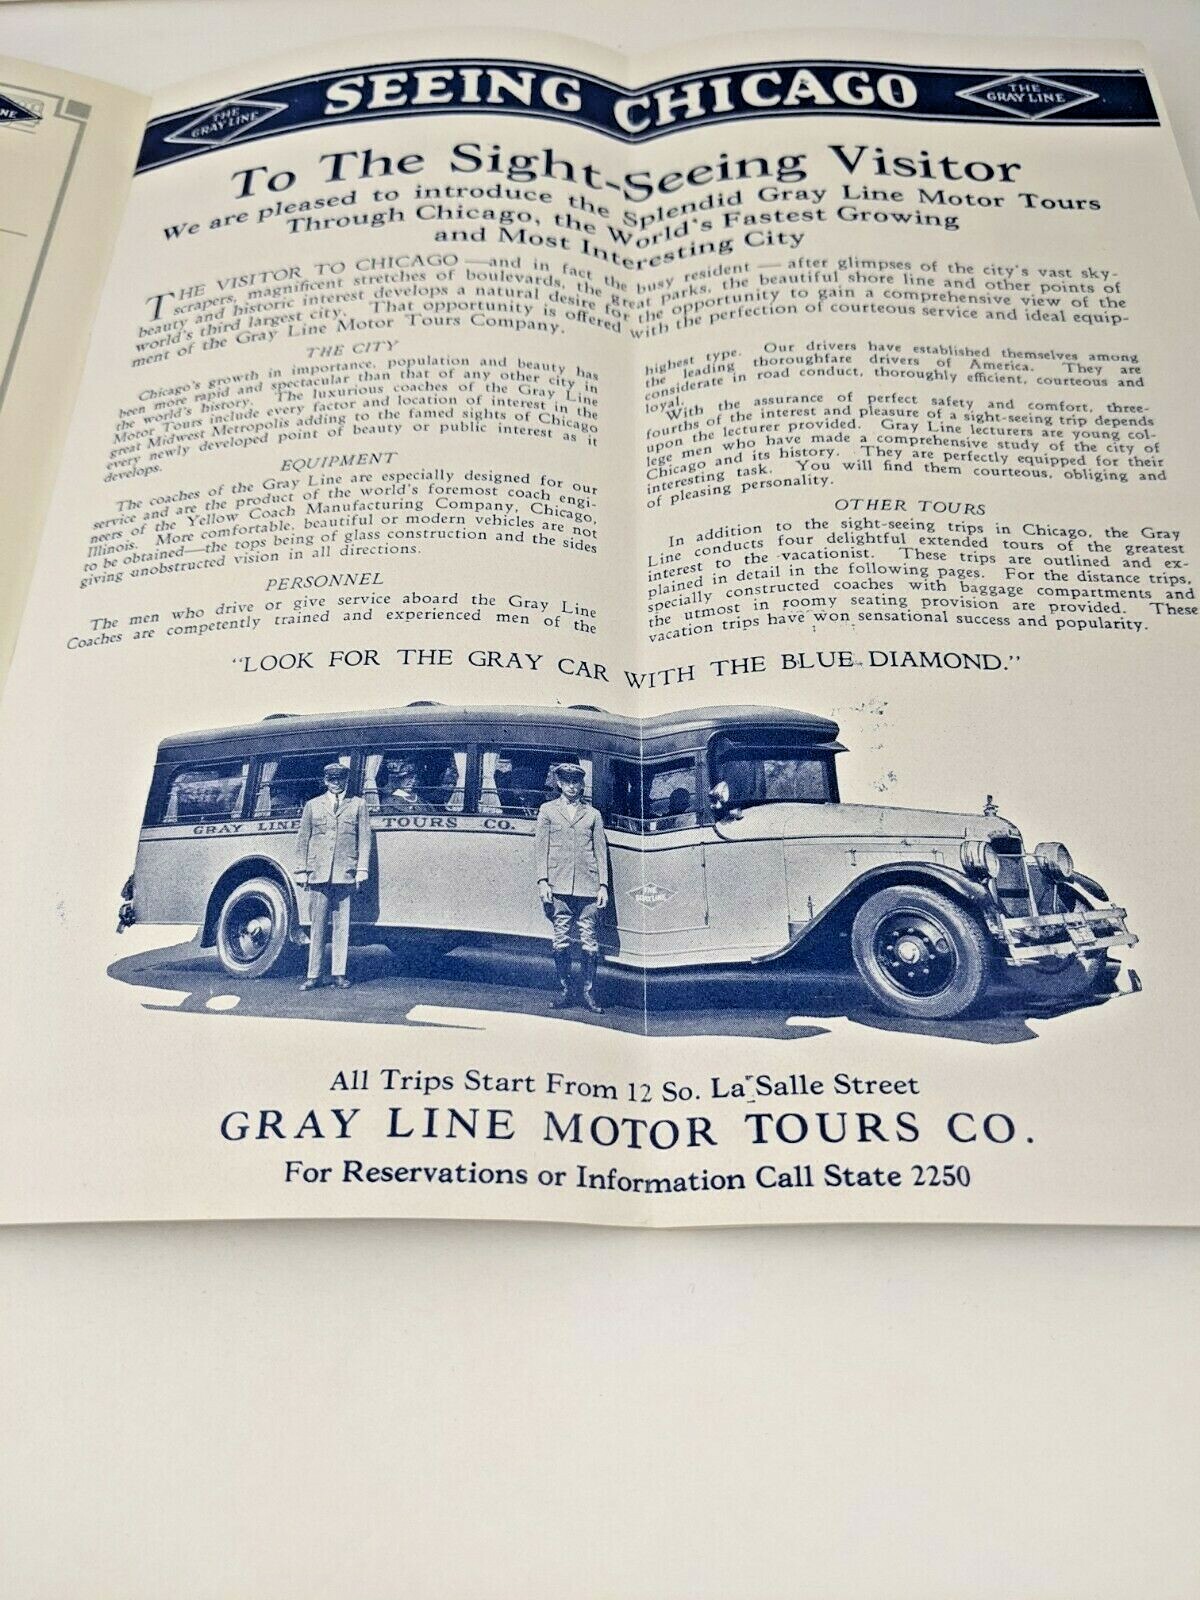 NE
SEEING CHICAGO
THE GRAY LINE
THE GRAY LINE
To The Sight-Seeing Visitor
We are pleased to introduce the Splendid Gray Line Motor Tours
Through Chicago, the World's Fastest Growing
and Most Interesting City
THE VISITOR TO CHICAGO—and in fact the busy resident—after glimpses of the city's vast sky-
scrapers, magnificent stretches of boulevards, the great parks, the beautiful shore line and other points of
beauty and historic interest develops a natural desire for the opportunity to gain a comprehensive view of the
world's third largest city. That opportunity is offered with the perfection of courteous service and ideal equip-
ment of the Gray Line Motor Tours Company.
THE CITY
Chicago's growth in importance, population and beauty has
been more rapid and spectacular than that of any other city in
the world's history. The luxurious coaches of the Gray Line
Motor Tours include every factor and location of interest in the
great Midwest Metropolis adding to the famed sights of Chicago
every newly developed point of beauty or public interest as it
develops.
EQUIPMENT
The coaches of the Gray Line are especially designed for our
service and are the product of the world's foremost coach engi-
neers of the Yellow Coach Manufacturing Company, Chicago,
Illinois. More comfortable, beautiful or modern vehicles are not
to be obtained—the tops being of glass construction and the sides
giving unobstructed vision in all directions.
PERSONNEL
The men who drive or give service aboard the Gray Line
Coaches are competently trained and experienced men of the
highest type. Our drivers have established themselves among
the leading thoroughfare drivers of America. They are
considerate in road conduct, thoroughly efficient, courteous and
loyal.
With the assurance of perfect safety and comfort, three-
fourths of the interest and pleasure of a sight-seeing trip depends
upon the lecturer provided. Gray Line lecturers are young col-
lege men who have made a comprehensive study of the city of
Chicago and its history. They are perfectly equipped for their
interesting task. You will find them courteous, obliging and
of pleasing personality.
OTHER TOURS
In addition to the sight-seeing trips in Chicago, the Gray
Line conducts four delightful extended tours of the greatest
interest to the vacationist. These trips are outlined and ex-
plained in detail in the following pages. For the distance trips,
specially constructed coaches with baggage compartments and
the utmost in roomy seating provision are provided. These
vacation trips have won sensational success and popularity.
"LOOK FOR THE GRAY CAR WITH THE BLUE DIAMOND."
GRAY LINE TOURS CO.
THE GRAY LINE
All Trips Start From 12 So. La Salle Street
GRAY LINE MOTOR TOURS CO.
For Reservations or Information Call State 2250